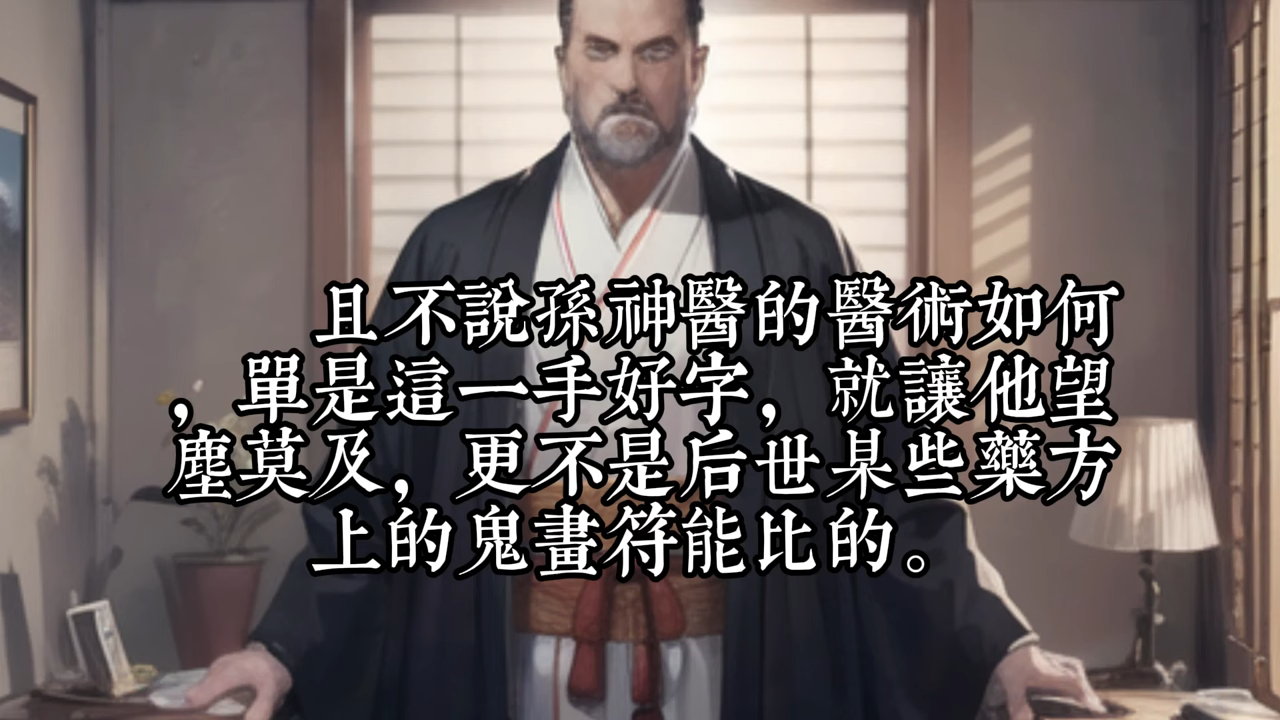 且不說孫神醫的醫術如何
，單是這一手好字，就讓他望
塵莫及，更不是后世某些藥方
上的鬼畫符能比的。